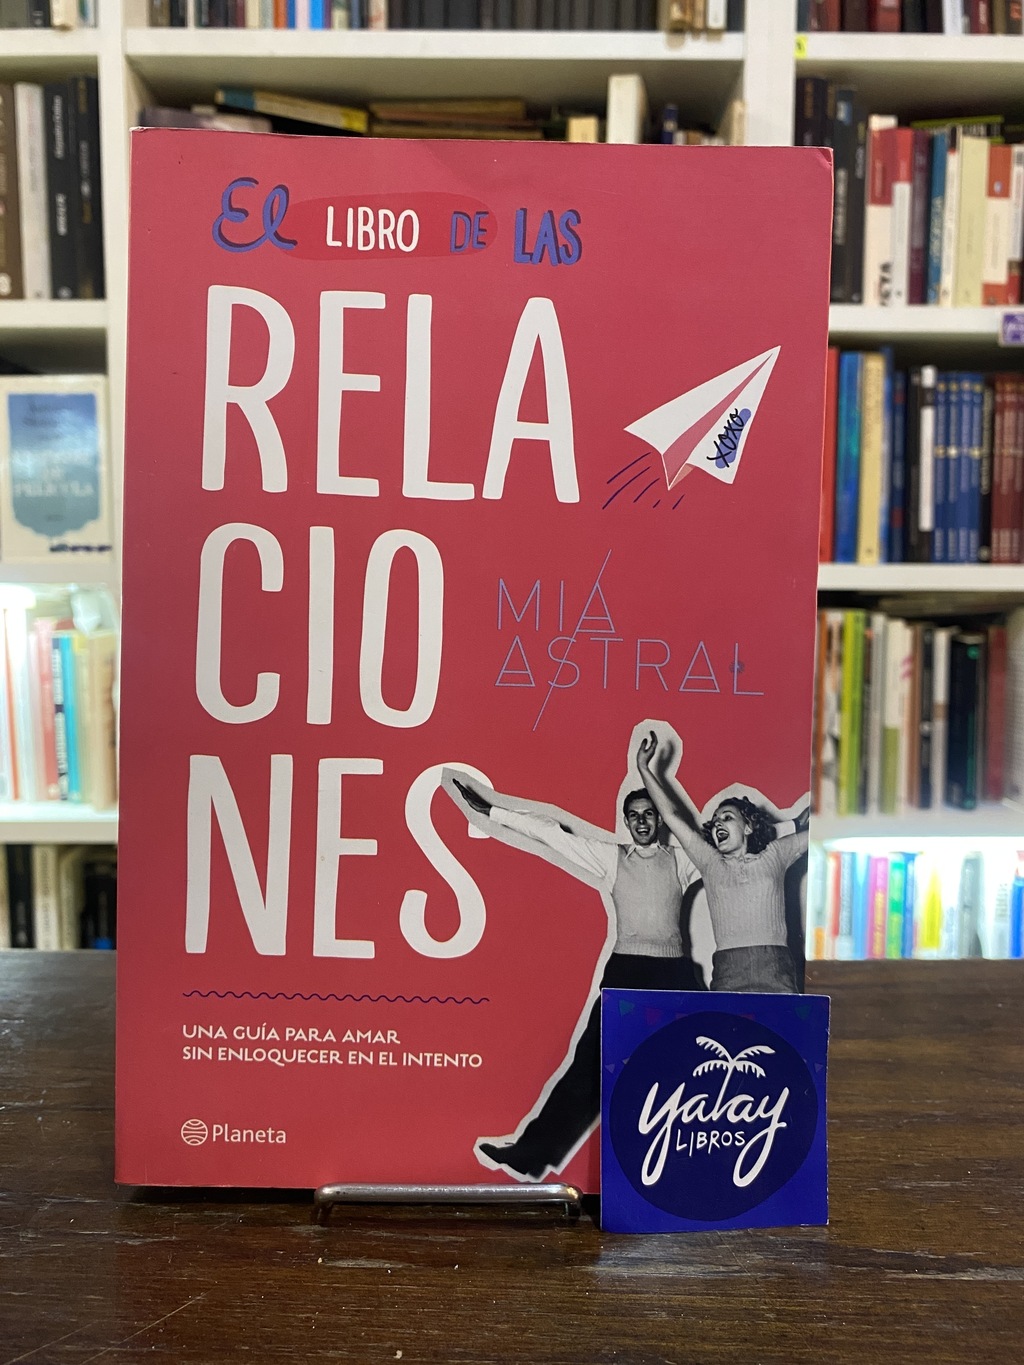 El LIBRO DE LAS
RELA
CIO
NES
xoxo
MIA
ASTRAL
UNA GUÍA PARA AMAR
SIN ENLOQUECER EN EL INTENTO
Planeta
yalay
LIBROS